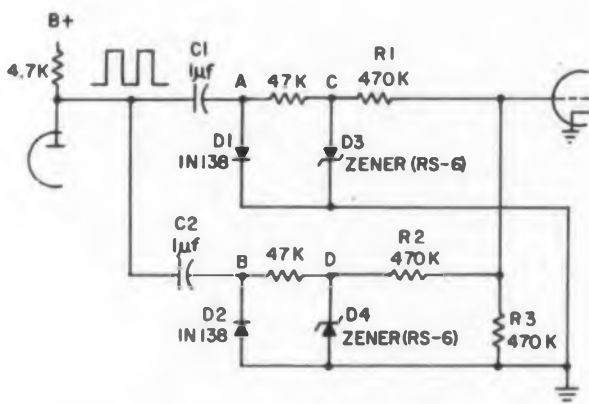 B+
4.7K
C1
1μf
A
47K
C
R1
470K
D1
IN138
D3
ZENER (RS-6)
C2
1μf
B
47K
D
R2
470K
D2
IN138
D4
ZENER (RS-6)
R3
470K